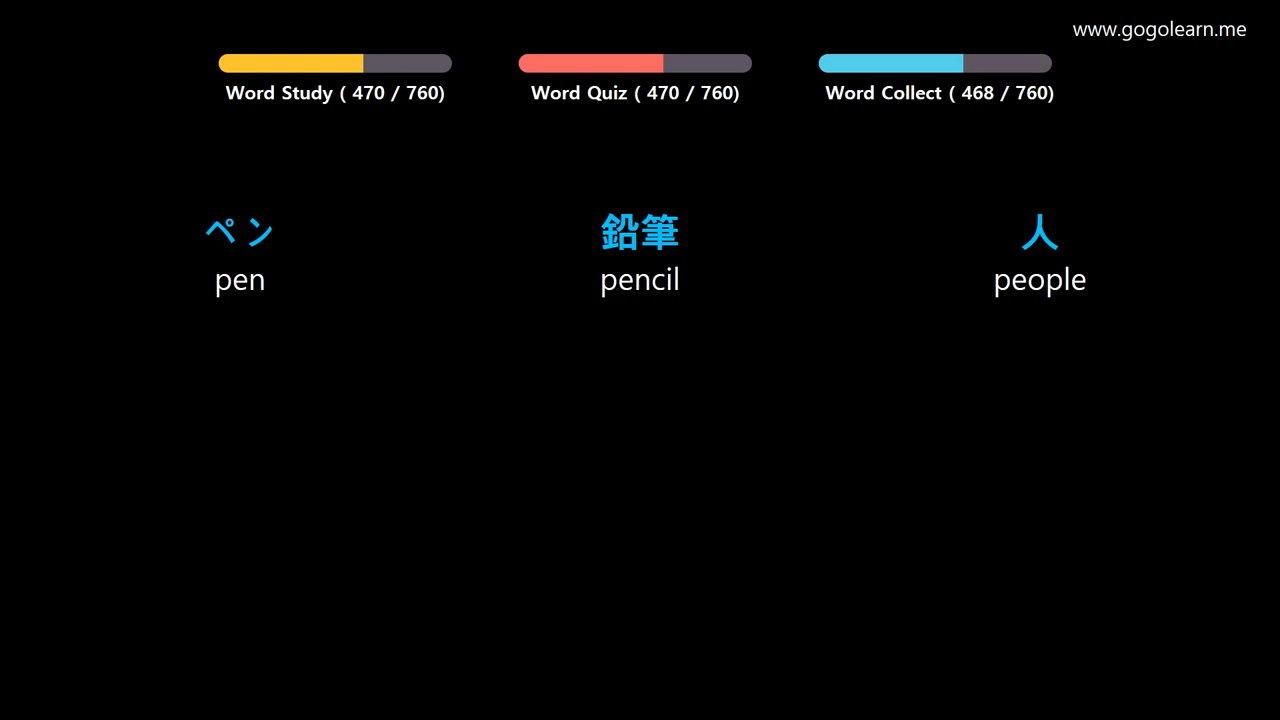 www.gogolearn.me
Word Study ( 470 / 760)
Word Quiz ( 470 / 760)
Word Collect ( 468 / 760)
ペン
pen
鉛筆
pencil
人
people